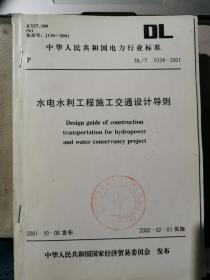 ICS27.100
P61
备案号：J136—2001
DL
中华人民共和国电力行业标准
P
DL/T 5134-2001
水电水利工程施工交通设计导则
Design guide of construction
transportation for hydropower
and water conservancy project
2001-10-08 发布
2002-02-01 实施
中华人民共和国国家经济贸易委员会 发布